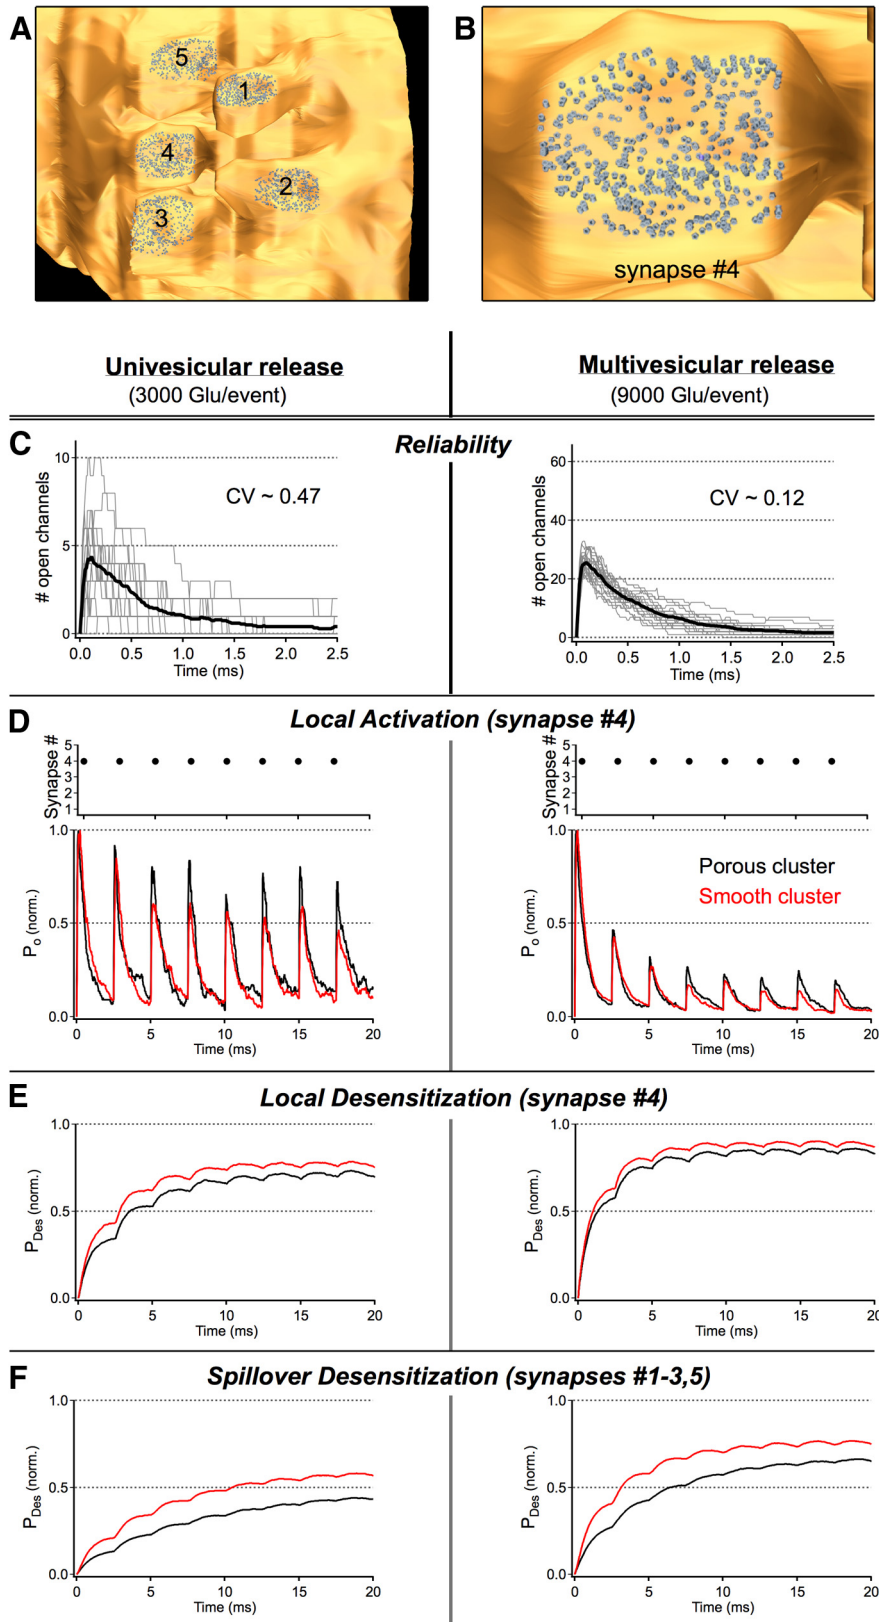 A
B
5
1
4
2
3
synapse #4
Univesicular release
(3000 Glu/event)
Multivesicular release
(9000 Glu/event)
C
Reliability
# open channels
10
5
0
CV ~ 0.47
0.0 0.5 1.0 1.5 2.0 2.5
Time (ms)
# open channels
60
40
20
0
CV ~ 0.12
0.0 0.5 1.0 1.5 2.0 2.5
Time (ms)
D
Local Activation (synapse #4)
Synapse #
5
4
3
2
1
Synapse #
5
4
3
2
1
Po (norm.)
1.0
0.5
0.0
0 5 10 15 20
Time (ms)
Po (norm.)
1.0
0.5
0.0
Porous cluster
Smooth cluster
0 5 10 15 20
Time (ms)
E
Local Desensitization (synapse #4)
PDes (norm.)
1.0
0.5
0.0
0 5 10 15 20
Time (ms)
PDes (norm.)
1.0
0.5
0.0
0 5 10 15 20
Time (ms)
F
Spillover Desensitization (synapses #1-3,5)
PDes (norm.)
1.0
0.5
0.0
0 5 10 15 20
Time (ms)
PDes (norm.)
1.0
0.5
0.0
0 5 10 15 20
Time (ms)